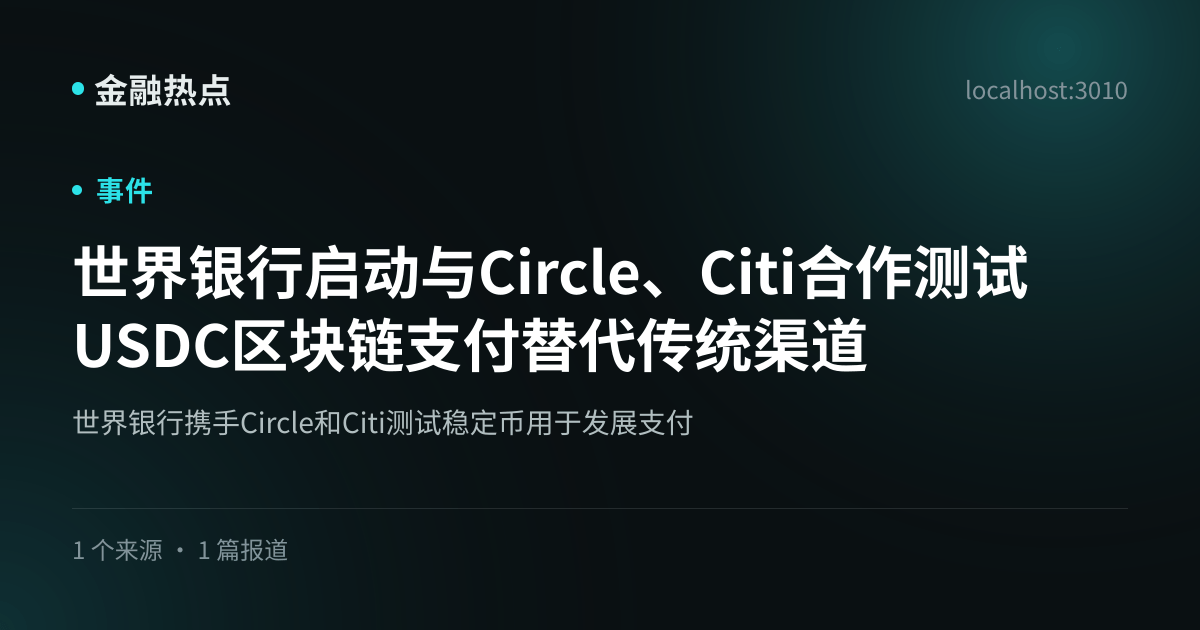 金融热点
localhost:3010
事件
世界银行启动与Circle、Citi合作测试
USDC区块链支付替代传统渠道
世界银行携手Circle和Citi测试稳定币用于发展支付
1 个来源 · 1 篇报道